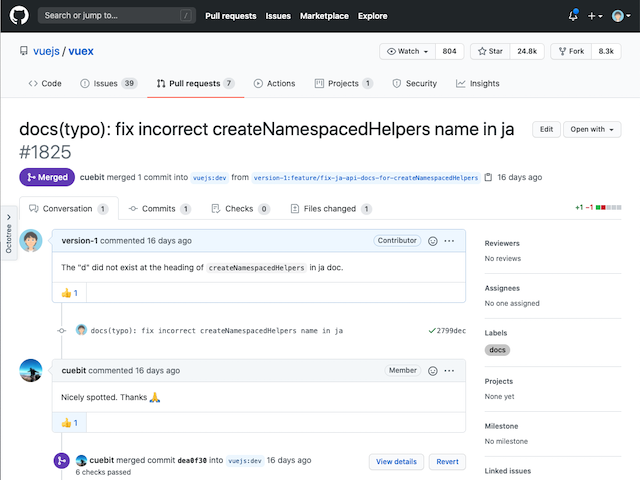 Search or jump to...
/
Pull requests
Issues
Marketplace
Explore
vuejs / vuex
Watch
804
Star
24.8k
Fork
8.3k
Code
Issues 39
Pull requests 7
Actions
Projects 1
Security
Insights
docs(typo): fix incorrect createNamespacedHelpers name in ja
#1825
Edit
Open with
Merged
cuebit merged 1 commit into vuejs:dev from version-1:feature/fix-ja-api-docs-for-createNamespacedHelpers 16 days ago
Conversation 1
Commits 1
Checks 0
Files changed 1
+1 −1
Octotree
version-1 commented 16 days ago
Contributor
The "d" did not exist at the heading of createNamespacedHelpers in ja doc.
👍 1
docs(typo): fix incorrect createNamespacedHelpers name in ja
2799dec
cuebit commented 16 days ago
Member
Nicely spotted. Thanks 🙏
👍 1
cuebit merged commit dea0f30 into vuejs:dev 16 days ago
6 checks passed
View details
Revert
Reviewers
No reviews
Assignees
No one assigned
Labels
docs
Projects
None yet
Milestone
No milestone
Linked issues